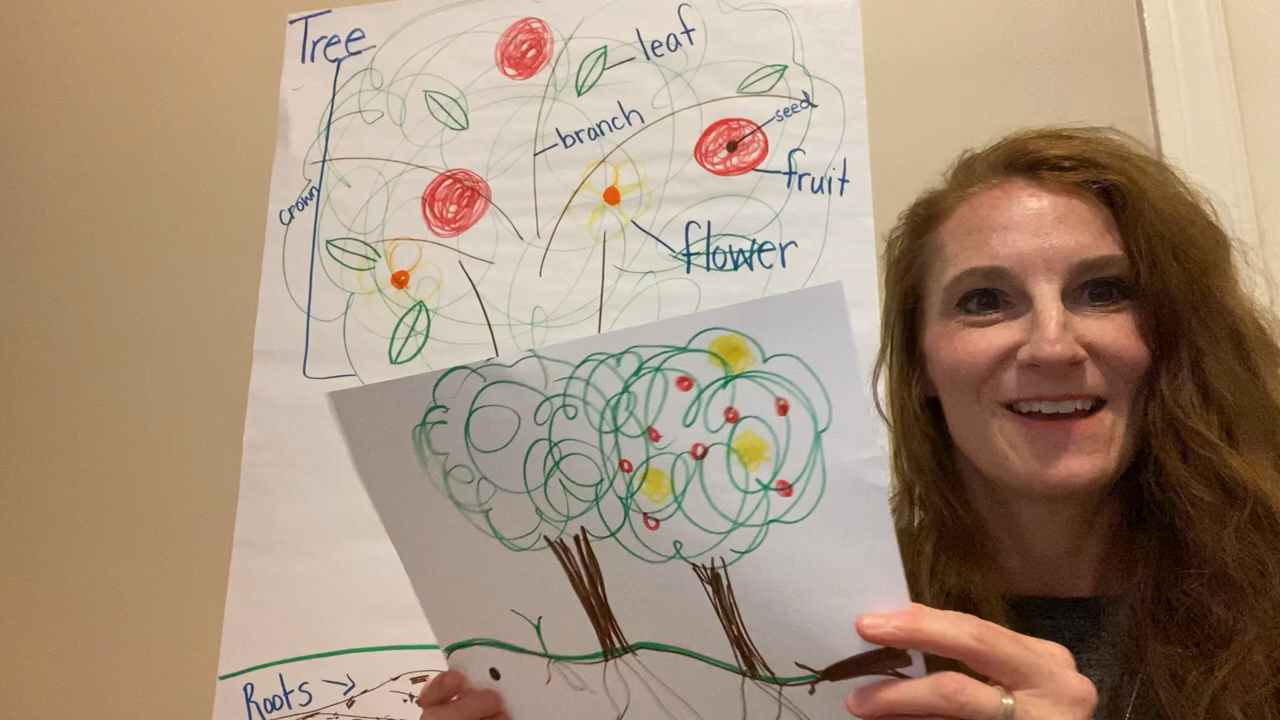 Tree
leaf
branch
seed
fruit
crown
flower
Roots